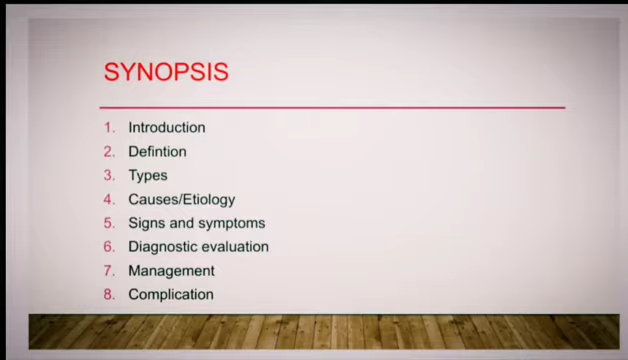 SYNOPSIS
1. Introduction
2. Defintion
3. Types
4. Causes/Etiology
5. Signs and symptoms
6. Diagnostic evaluation
7. Management
8. Complication